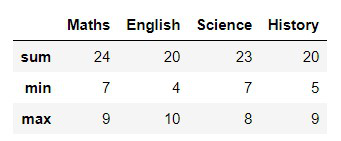 Maths English Science History
sum 24 20 23 20
min 7 4 7 5
max 9 10 8 9